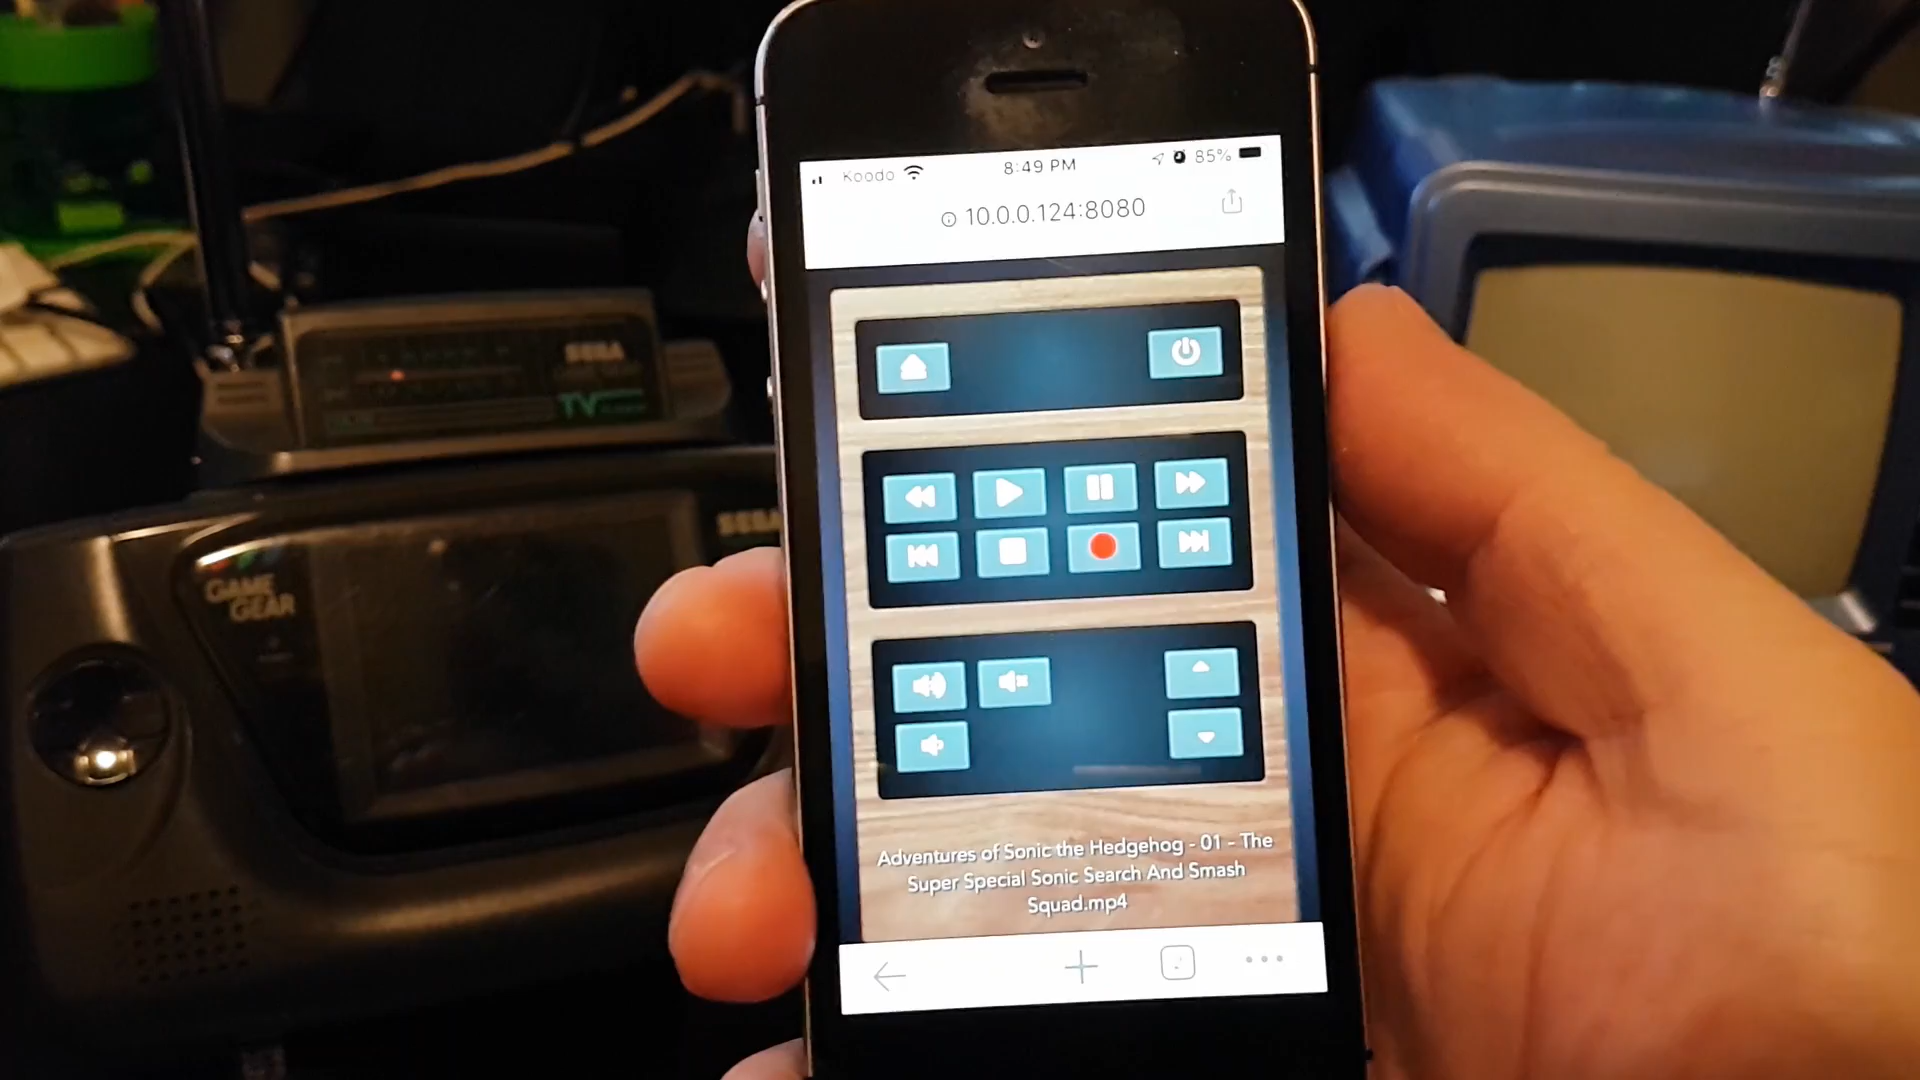 Koodo
8:49 PM
85%
10.0.0.124:8080
SEGA
TV
SEGA
GAME
GEAR
Adventures of Sonic the Hedgehog - 01 - The
Super Special Sonic Search And Smash
Squad.mp4